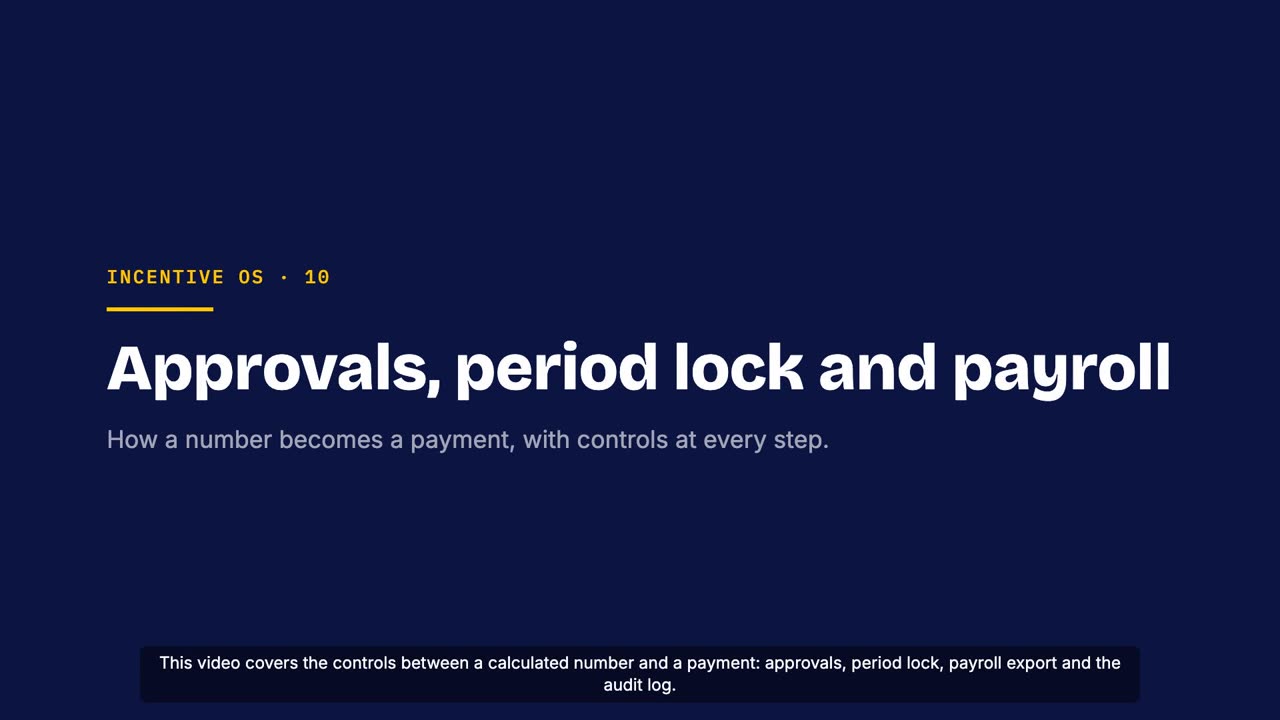 INCENTIVE OS · 10
Approvals, period lock and payroll
How a number becomes a payment, with controls at every step.
This video covers the controls between a calculated number and a payment: approvals, period lock, payroll export and the
audit log.